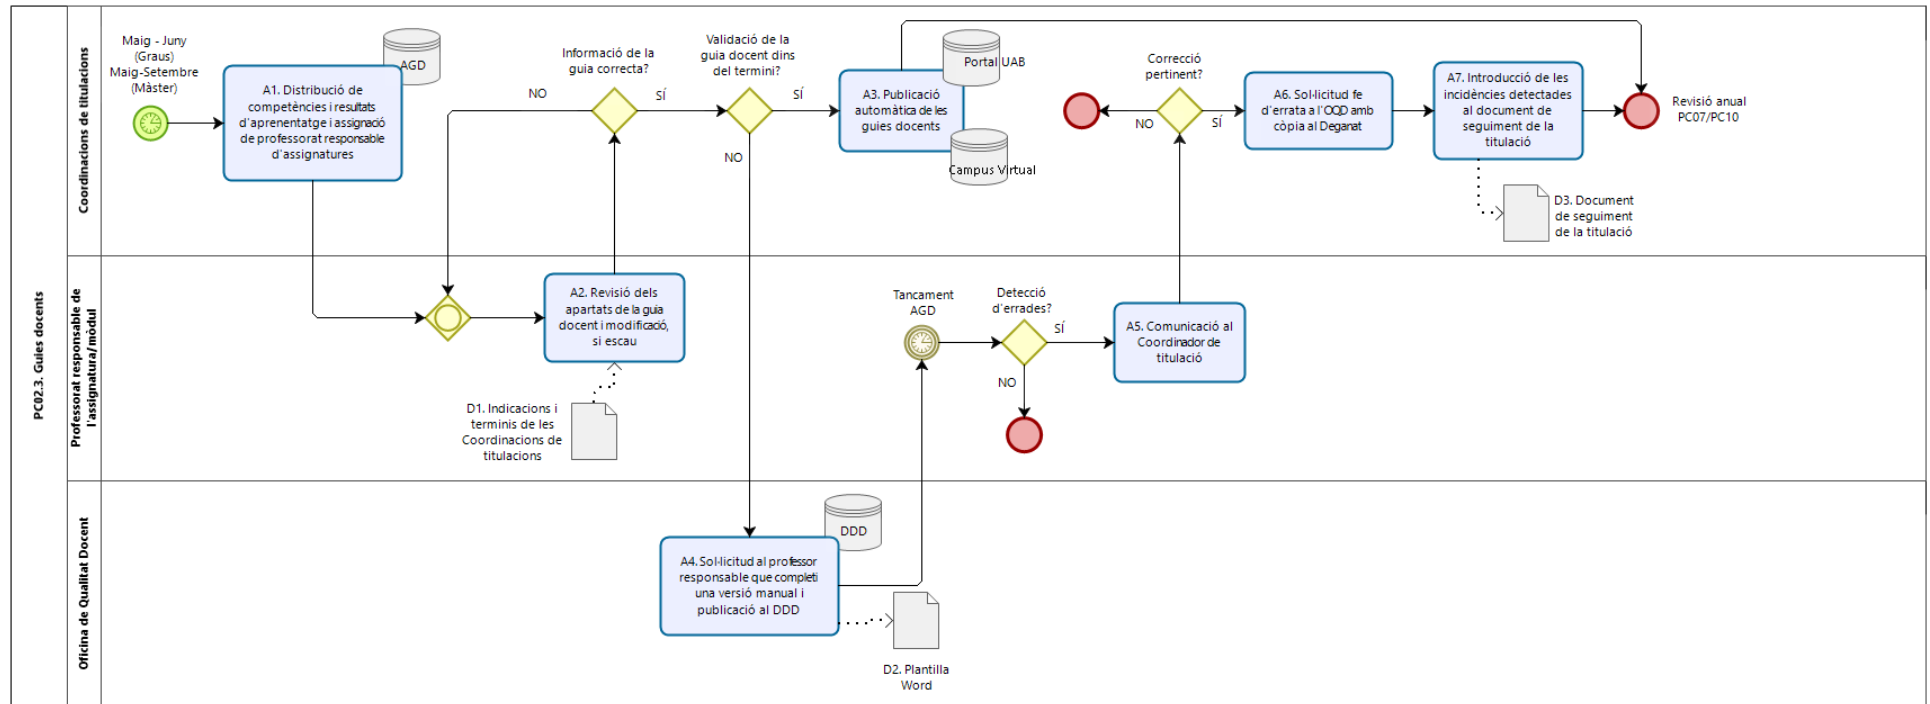 PC02.3. Guies docents
Coordinacions de titulacions
Maig - Juny
(Graus)
Maig-Setembre
(Màster)
A1. Distribució de
competències i resultats
d'aprenentatge i assignació
de professorat responsable
d'assignatures
AGD
Informació de la
guia correcta?
NO
SÍ
Validació de la
guia docent dins
del termini?
SÍ
NO
A3. Publicació
automàtica de les
guies docents
Portal UAB
Campus Virtual
Correcció
pertinent?
NO
SÍ
A6. Sol·licitud fe
d'errata a l'OQD amb
còpia al Deganat
A7. Introducció de les
incidències detectades
al document de
seguiment de la
titulació
Revisió anual
PC07/PC10
D3. Document
de seguiment
de la titulació
Professorat responsable de
l'assignatura/mòdul
A2. Revisió dels
apartats de la guia
docent i modificació,
si escau
D1. Indicacions i
terminis de les
Coordinacions de
titulacions
Tancament
AGD
Detecció
d'errades?
SÍ
NO
A5. Comunicació al
Coordinador de
titulació
Oficina de Qualitat Docent
A4. Sol·licitud al professor
responsable que completi
una versió manual i
publicació al DDD
DDD
D2. Plantilla
Word